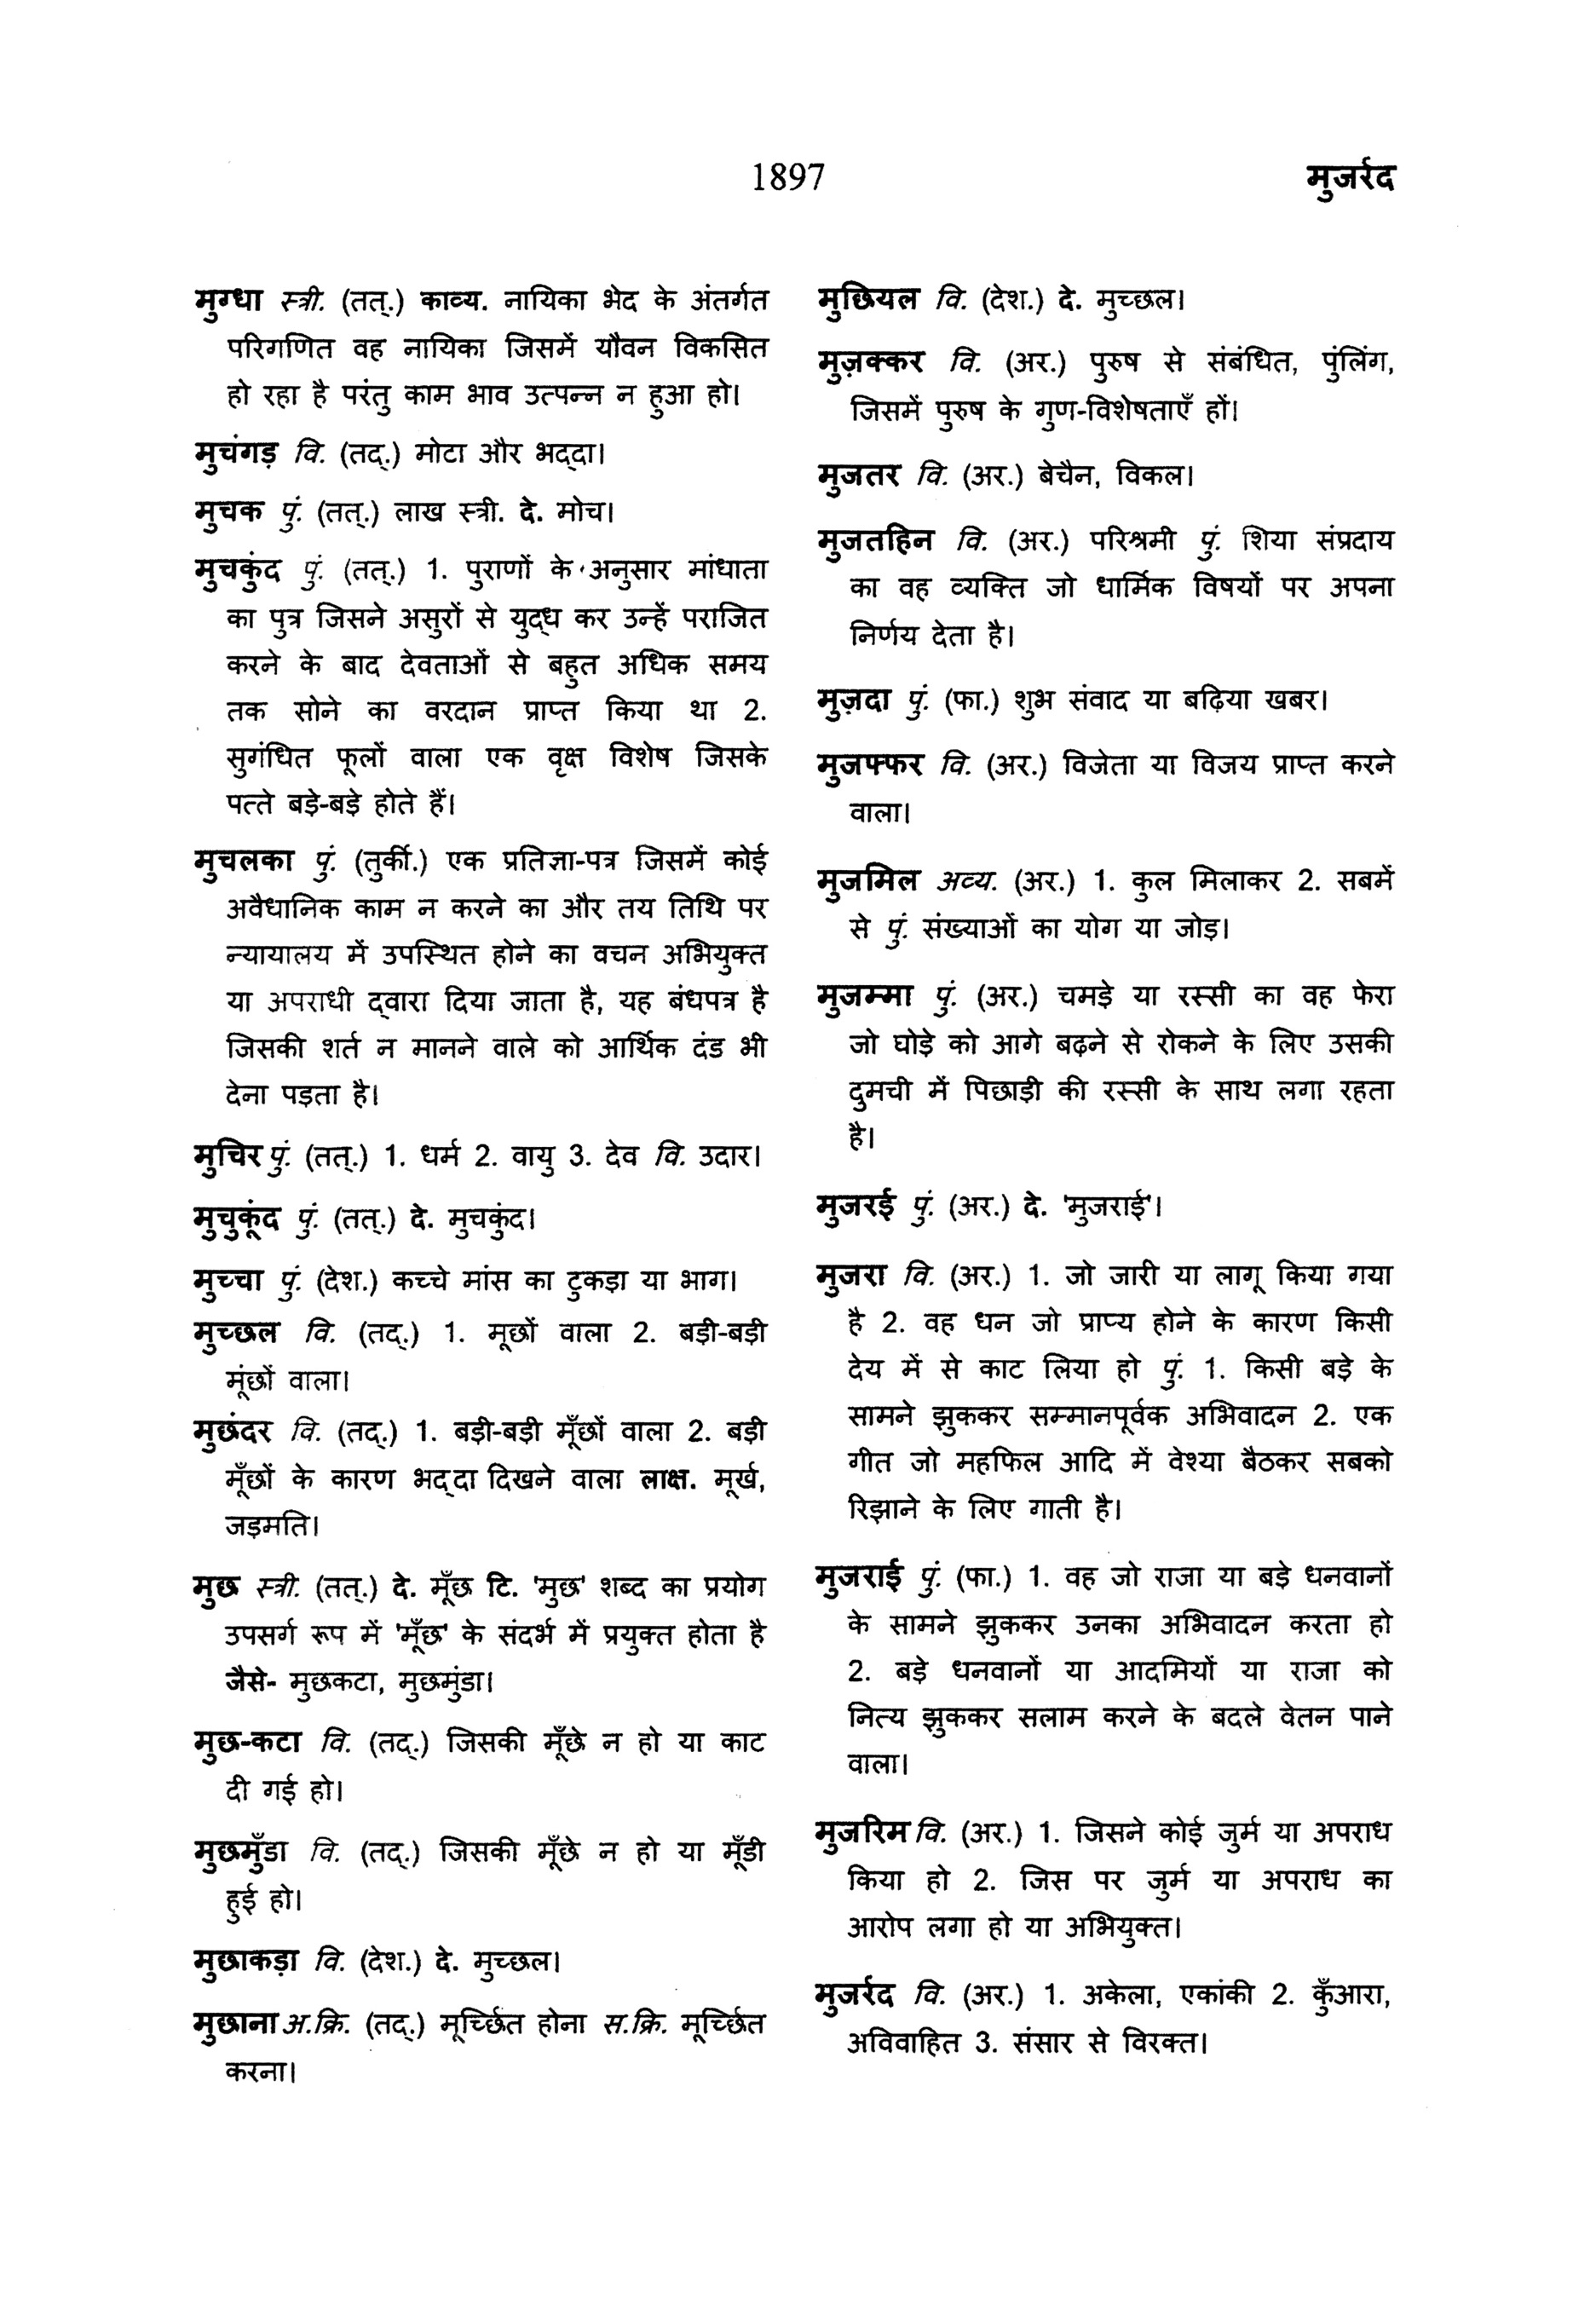 1897
मुजर्रद
मुग्धा स्त्री. (तत्.) काव्य. नायिका भेद के अंतर्गत
परिगणित वह नायिका जिसमें यौवन विकसित
हो रहा है परंतु काम भाव उत्पन्न न हुआ हो।
मुचंगड़ वि. (तद्.) मोटा और भद्दा।
मुचक पुं. (तत्.) लाख स्त्री. दे. मोच।
मुचकुंद पुं. (तत्.) 1. पुराणों के अनुसार मांधाता
का पुत्र जिसने असुरों से युद्ध कर उन्हें पराजित
करने के बाद देवताओं से बहुत अधिक समय
तक सोने का वरदान प्राप्त किया था 2.
सुगंधित फूलों वाला एक वृक्ष विशेष जिसके
पत्ते बड़े-बड़े होते हैं।
मुचलका पुं. (तुर्की.) एक प्रतिज्ञा-पत्र जिसमें कोई
अवैधानिक काम न करने का और तय तिथि पर
न्यायालय में उपस्थित होने का वचन अभियुक्त
या अपराधी द्वारा दिया जाता है, यह बंधपत्र है
जिसकी शर्त न मानने वाले को आर्थिक दंड भी
देना पड़ता है।
मुचिर पुं. (तत्.) 1. धर्म 2. वायु 3. देव वि. उदार।
मुचुकूंद पुं. (तत्.) दे. मुचकुंद।
मुच्चा पुं. (देश.) कच्चे मांस का टुकड़ा या भाग।
मुच्छल वि. (तद्.) 1. मूछों वाला 2. बड़ी-बड़ी
मूंछों वाला।
मुछंदर वि. (तद्.) 1. बड़ी-बड़ी मूँछों वाला 2. बड़ी
मूँछों के कारण भद्दा दिखने वाला लाक्ष. मूर्ख,
जड़मति।
मुछ स्त्री. (तत्.) दे. मूँछ टि. 'मुछ' शब्द का प्रयोग
उपसर्ग रूप में 'मूँछ' के संदर्भ में प्रयुक्त होता है
जैसे- मुछकटा, मुछमुंडा।
मुछ-कटा वि. (तद्.) जिसकी मूँछे न हो या काट
दी गई हो।
मुछमुँडा वि. (तद्.) जिसकी मूँछे न हो या मूँडी
हुई हो।
मुछाकड़ा वि. (देश.) दे. मुच्छल।
मुछाना अ.क्रि. (तद्.) मूर्च्छित होना स.क्रि. मूर्च्छित
करना।
मुछियल वि. (देश.) दे. मुच्छल।
मुज़क्कर वि. (अर.) पुरुष से संबंधित, पुंलिंग,
जिसमें पुरुष के गुण-विशेषताएँ हों।
मुजतर वि. (अर.) बेचैन, विकल।
मुजतहिन वि. (अर.) परिश्रमी पुं. शिया संप्रदाय
का वह व्यक्ति जो धार्मिक विषयों पर अपना
निर्णय देता है।
मुज़दा पुं. (फा.) शुभ संवाद या बढ़िया खबर।
मुजफ्फर वि. (अर.) विजेता या विजय प्राप्त करने
वाला।
मुजमिल अव्य. (अर.) 1. कुल मिलाकर 2. सबमें
से पुं. संख्याओं का योग या जोड़।
मुजम्मा पुं. (अर.) चमड़े या रस्सी का वह फेरा
जो घोड़े को आगे बढ़ने से रोकने के लिए उसकी
दुमची में पिछाड़ी की रस्सी के साथ लगा रहता
है।
मुजरई पुं. (अर.) दे. 'मुजराई'।
मुजरा वि. (अर.) 1. जो जारी या लागू किया गया
है 2. वह धन जो प्राप्य होने के कारण किसी
देय में से काट लिया हो पुं. 1. किसी बड़े के
सामने झुककर सम्मानपूर्वक अभिवादन 2. एक
गीत जो महफिल आदि में वेश्या बैठकर सबको
रिझाने के लिए गाती है।
मुजराई पुं. (फा.) 1. वह जो राजा या बड़े धनवानों
के सामने झुककर उनका अभिवादन करता हो
2. बड़े धनवानों या आदमियों या राजा को
नित्य झुककर सलाम करने के बदले वेतन पाने
वाला।
मुजरिम वि. (अर.) 1. जिसने कोई जुर्म या अपराध
किया हो 2. जिस पर जुर्म या अपराध का
आरोप लगा हो या अभियुक्त।
मुजर्रद वि. (अर.) 1. अकेला, एकांकी 2. कुँआरा,
अविवाहित 3. संसार से विरक्त।